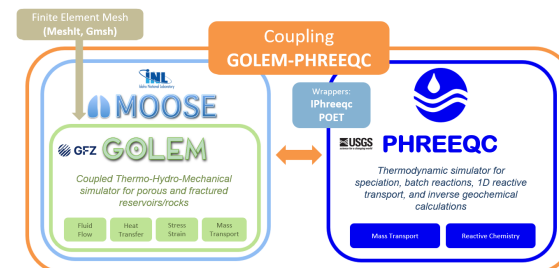 Finite Element Mesh
(MeshIt, Gmsh)
Coupling
GOLEM-PHREEQC
INL
Idaho National Laboratory
MOOSE
Wrappers:
IPhreeqc
POET
GFZ
GOLEM
Coupled Thermo-Hydro-Mechanical
simulator for porous and fractured
reservoirs/rocks
Fluid
Flow
Heat
Transfer
Stress
Strain
Mass
Transport
USGS
science for a changing world
PHREEQC
Thermodynamic simulator for
speciation, batch reactions, 1D reactive
transport, and inverse geochemical
calculations
Mass Transport
Reactive Chemistry